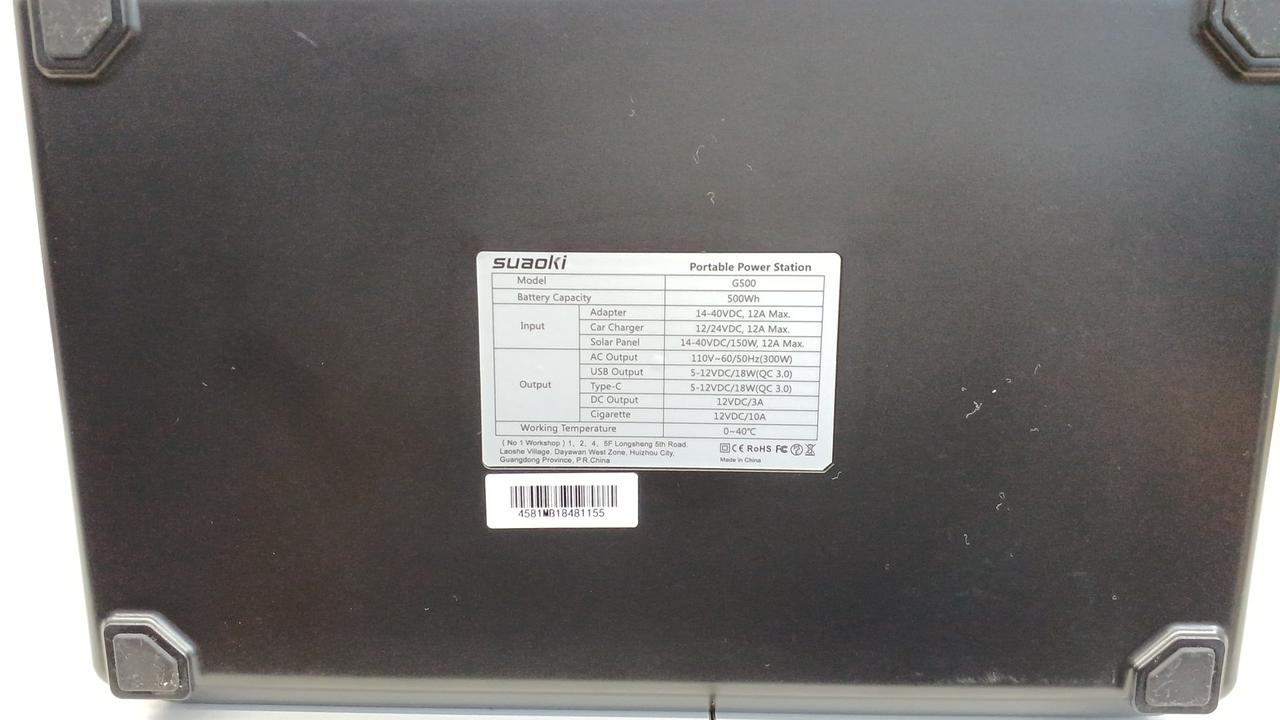 suaoki Portable Power Station
Model G500
Battery Capacity 500Wh
Input
Adapter 14-40VDC, 12A Max.
Car Charger 12/24VDC, 12A Max.
Solar Panel 14-40VDC/150W, 12A Max.
Output
AC Output 110V~60/50Hz(300W)
USB Output 5-12VDC/18W(QC 3.0)
Type-C 5-12VDC/18W(QC 3.0)
DC Output 12VDC/3A
Cigarette 12VDC/10A
Working Temperature 0~40℃
( No 1 Workshop ) 1, 2, 4, 5F Longsheng 5th Road.
Laoshe Village, Dayawan West Zone, Huizhou City,
Guangdong Province, P.R.China
CE RoHS FC
Made in China
4581MB18481155